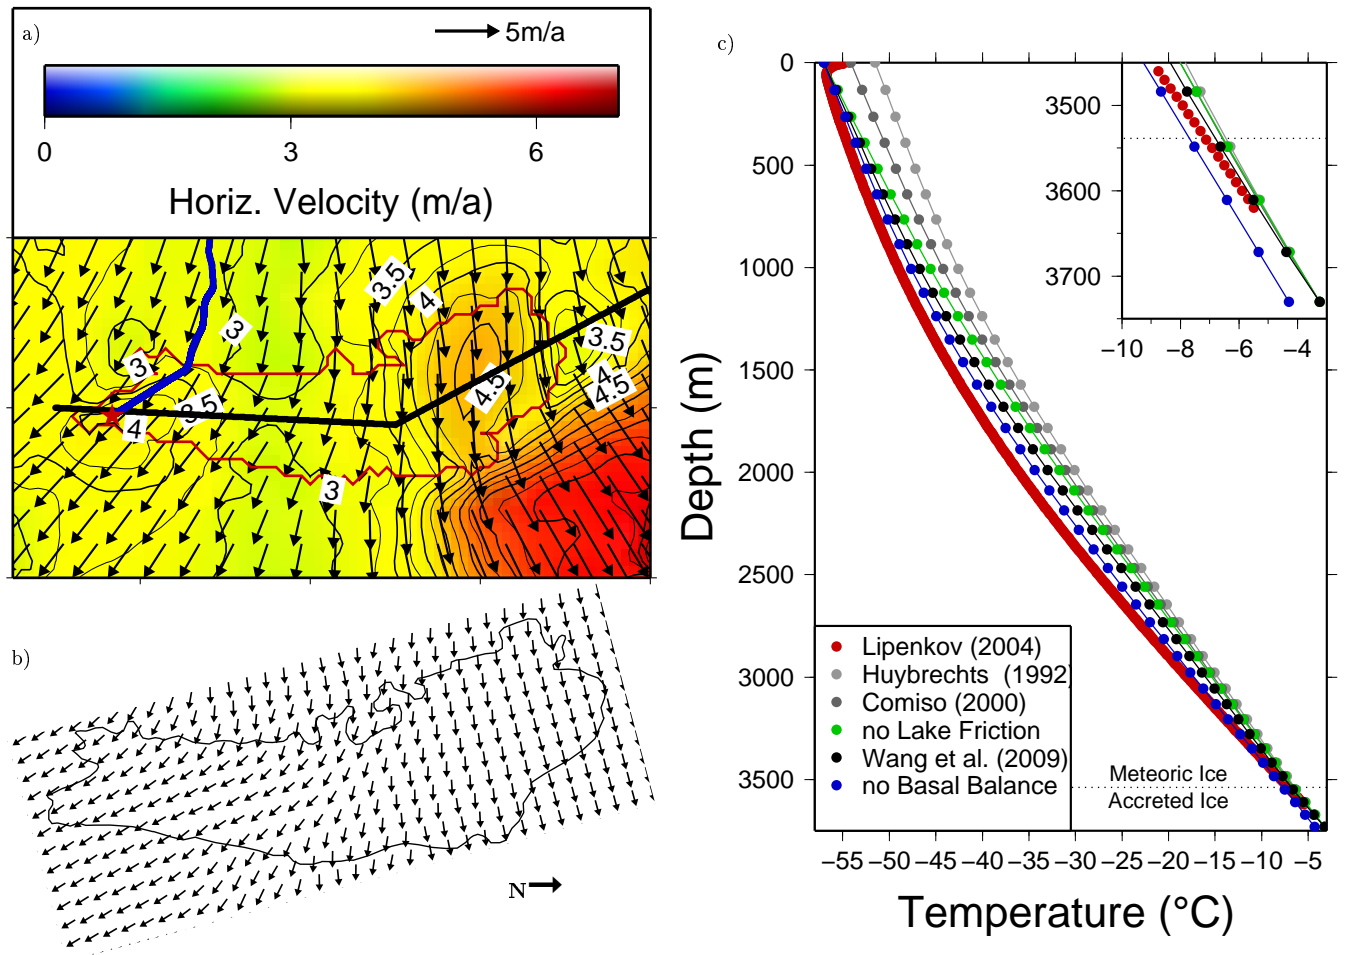 a)
5m/a
0 3 6
Horiz. Velocity (m/a)
3.5
4
3
3.5
3
4
4.5
3.5
4.5
4
3
b)
N
c)
0
500
1000
1500
2000
2500
3000
3500
Depth (m)
3500
3600
3700
−10 −8 −6 −4
Lipenkov (2004)
Huybrechts (1992)
Comiso (2000)
no Lake Friction
Wang et al. (2009)
no Basal Balance
Meteoric Ice
Accreted Ice
−55 −50 −45 −40 −35 −30 −25 −20 −15 −10 −5
Temperature (°C)